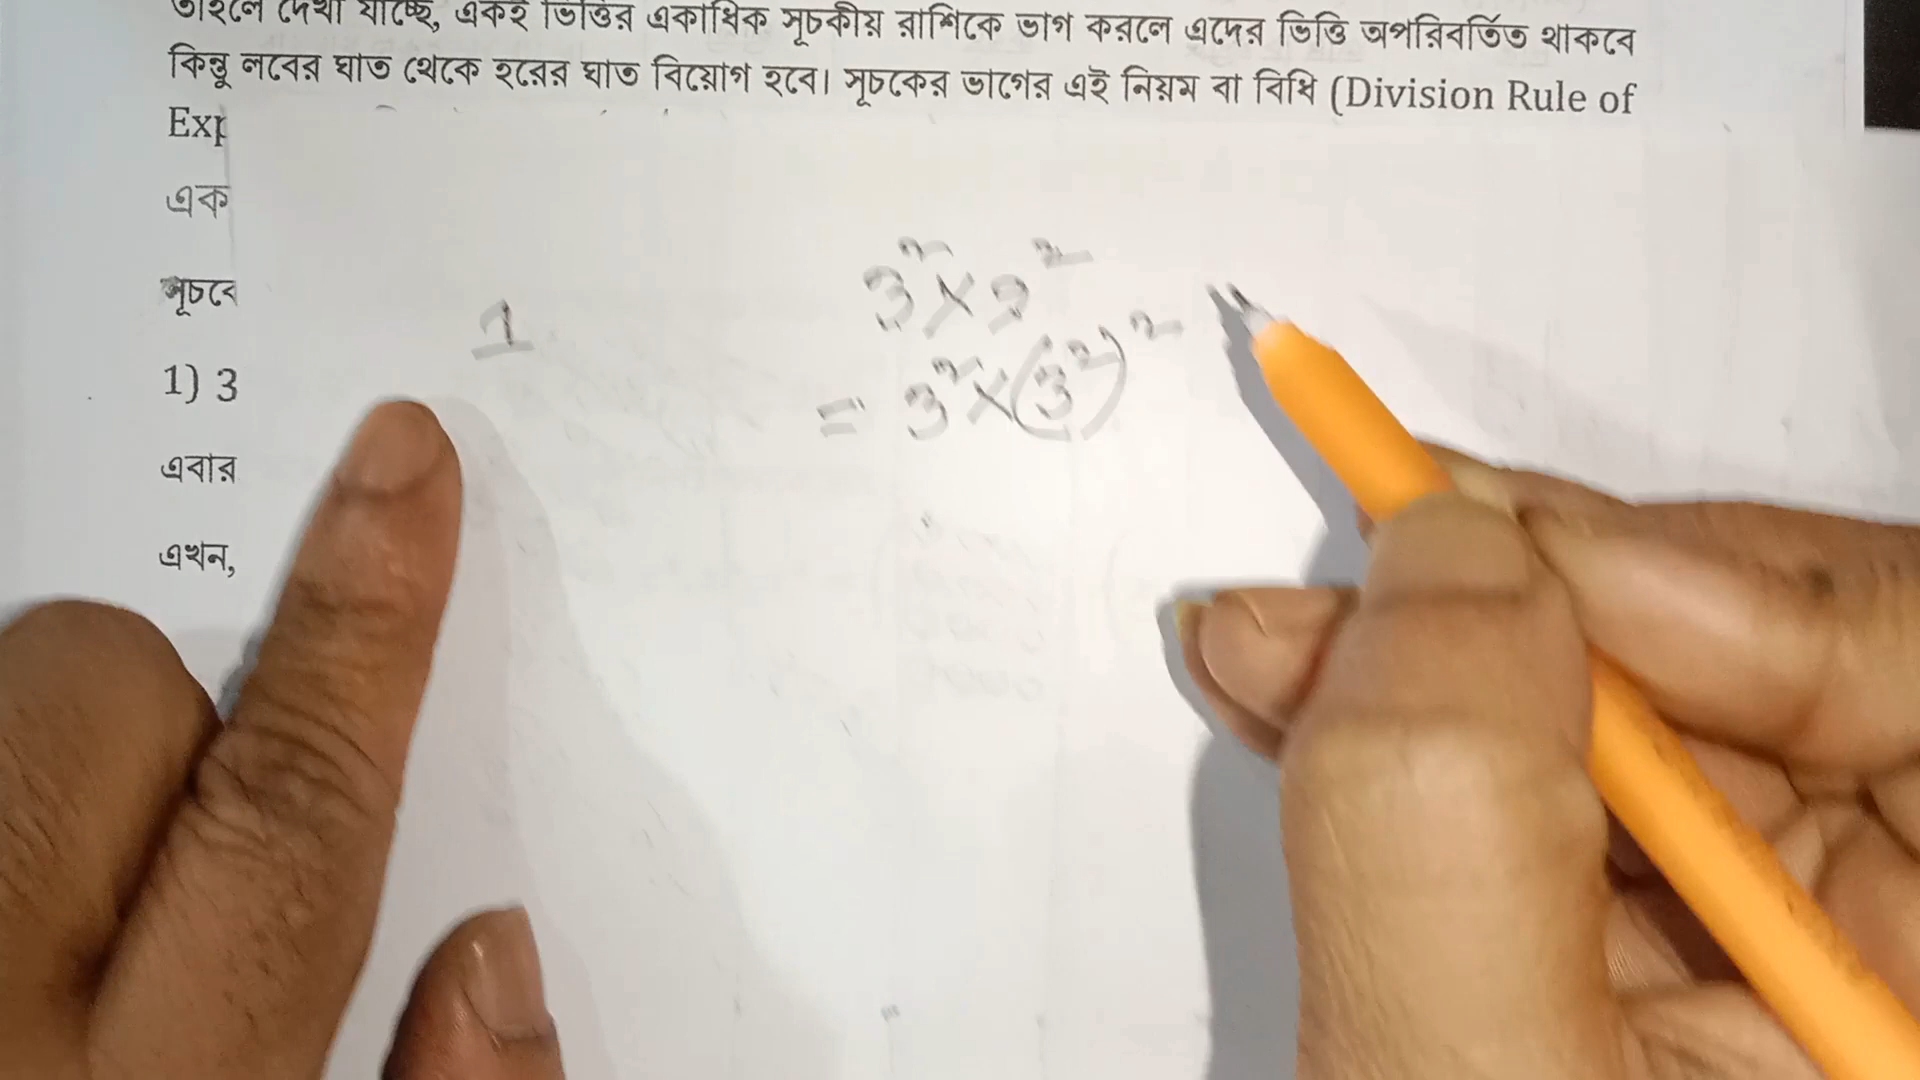 তাহলে দেখা যাচ্ছে, একই ভিত্তির একাধিক সূচকীয় রাশিকে ভাগ করলে এদের ভিত্তি অপরিবর্তিত থাকবে
কিন্তু লবের ঘাত থেকে হরের ঘাত বিয়োগ হবে। সূচকের ভাগের এই নিয়ম বা বিধি (Division Rule of
Exp
এক
সূচকে
1) 3
এবার
এখন,
1
3² × 9²
= 3² × (3²)²